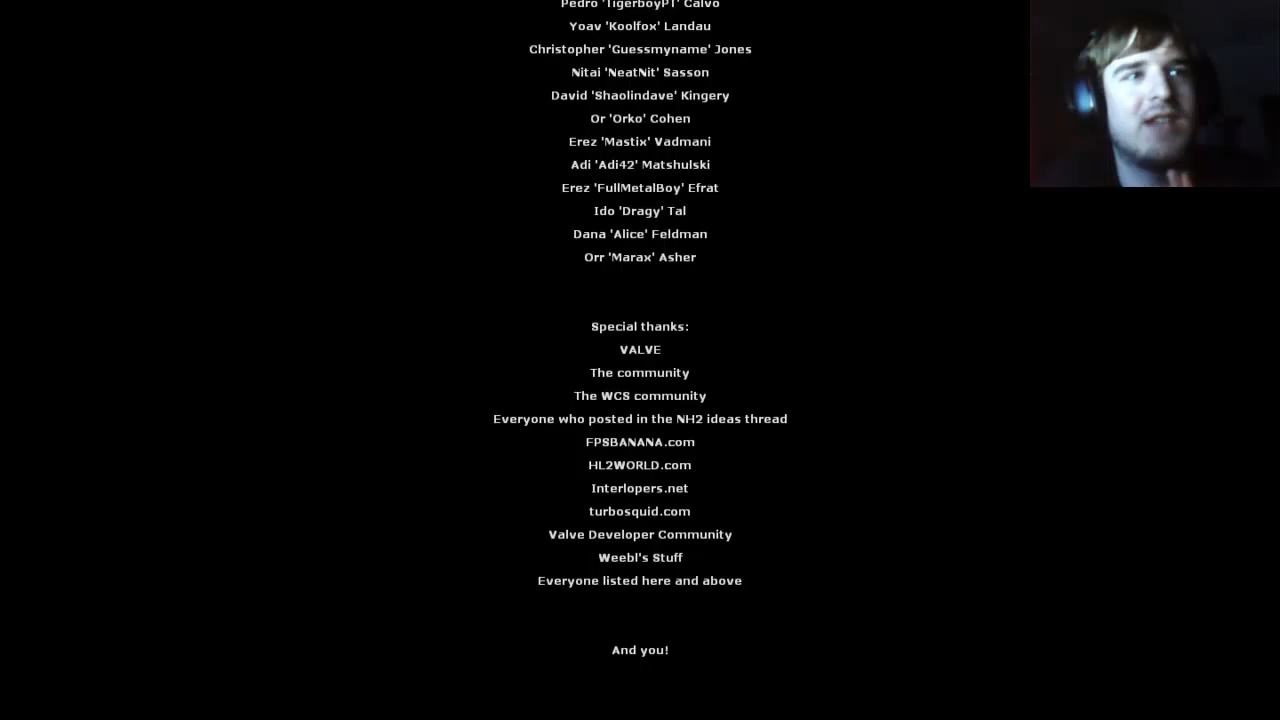 Pedro 'TigerboyPT' Calvo
Yoav 'Koolfox' Landau
Christopher 'Guessmyname' Jones
Nitai 'NeatNit' Sasson
David 'Shaolindave' Kingery
Or 'Orko' Cohen
Erez 'Mastix' Vadmani
Adi 'Adi42' Matshulski
Erez 'FullMetalBoy' Efrat
Ido 'Dragy' Tal
Dana 'Alice' Feldman
Orr 'Marax' Asher
Special thanks:
VALVE
The community
The WCS community
Everyone who posted in the NH2 ideas thread
FPSBANANA.com
HL2WORLD.com
Interlopers.net
turbosquid.com
Valve Developer Community
Weebl's Stuff
Everyone listed here and above
And you!